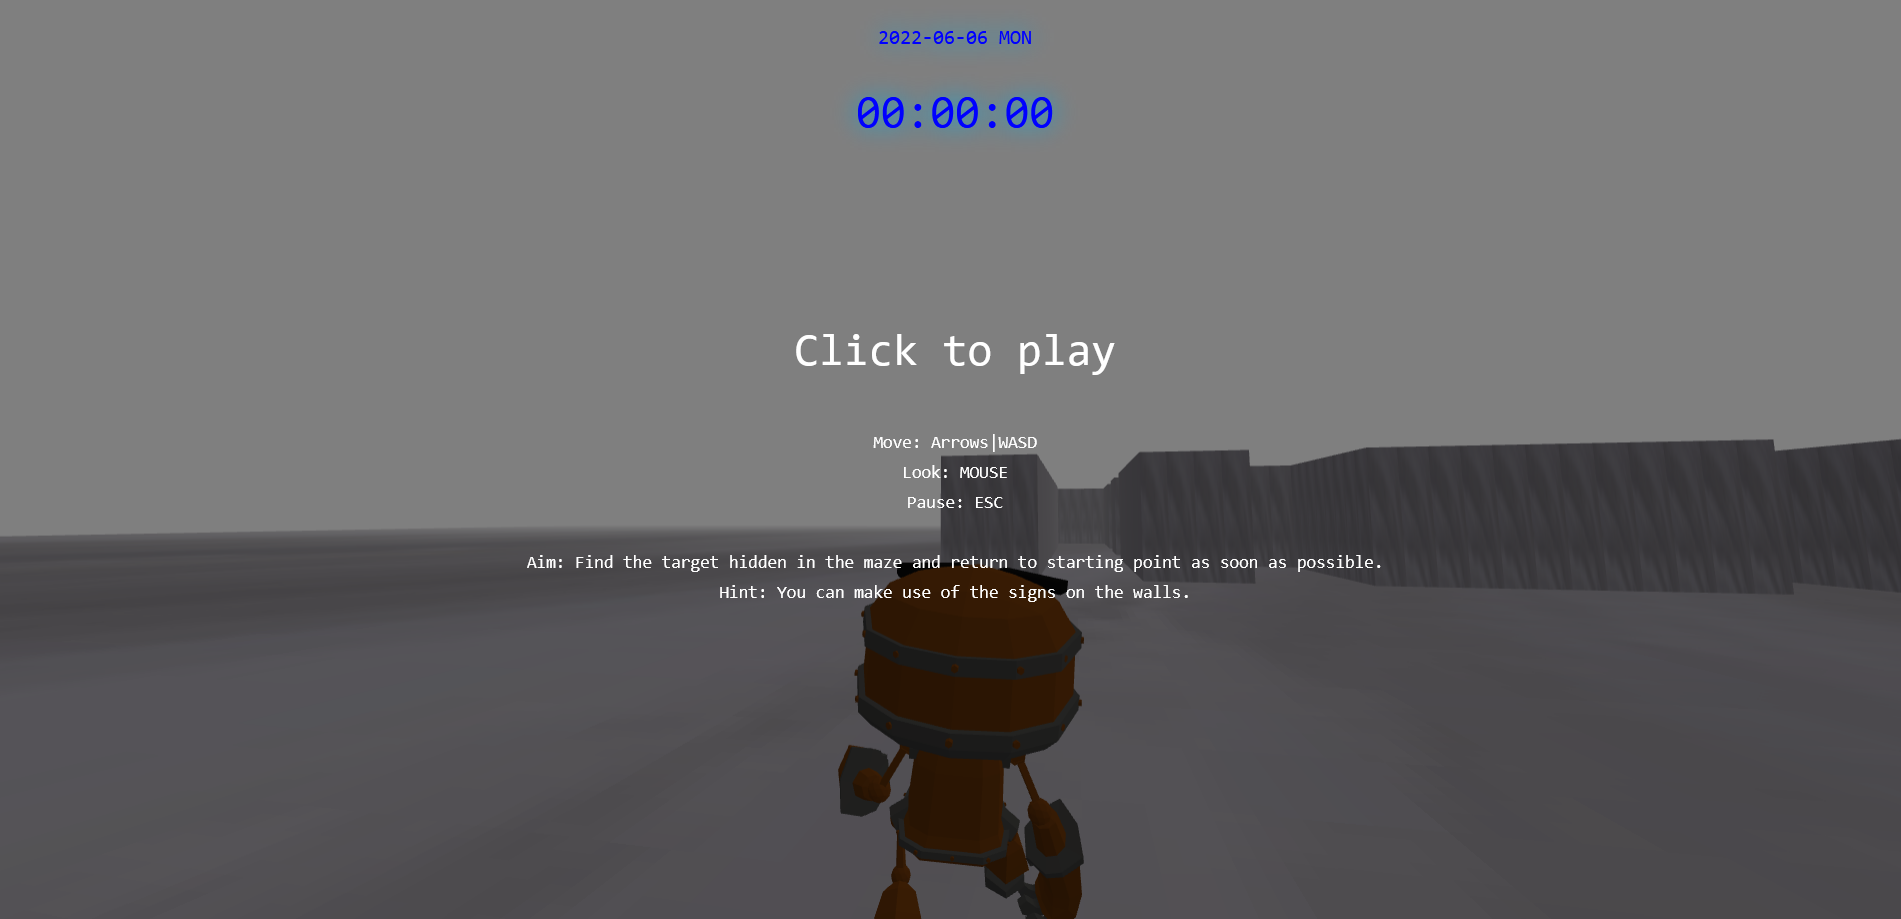 2022-06-06 MON
00:00:00
Click to play
Move: Arrows|WASD
Look: MOUSE
Pause: ESC
Aim: Find the target hidden in the maze and return to starting point as soon as possible.
Hint: You can make use of the signs on the walls.